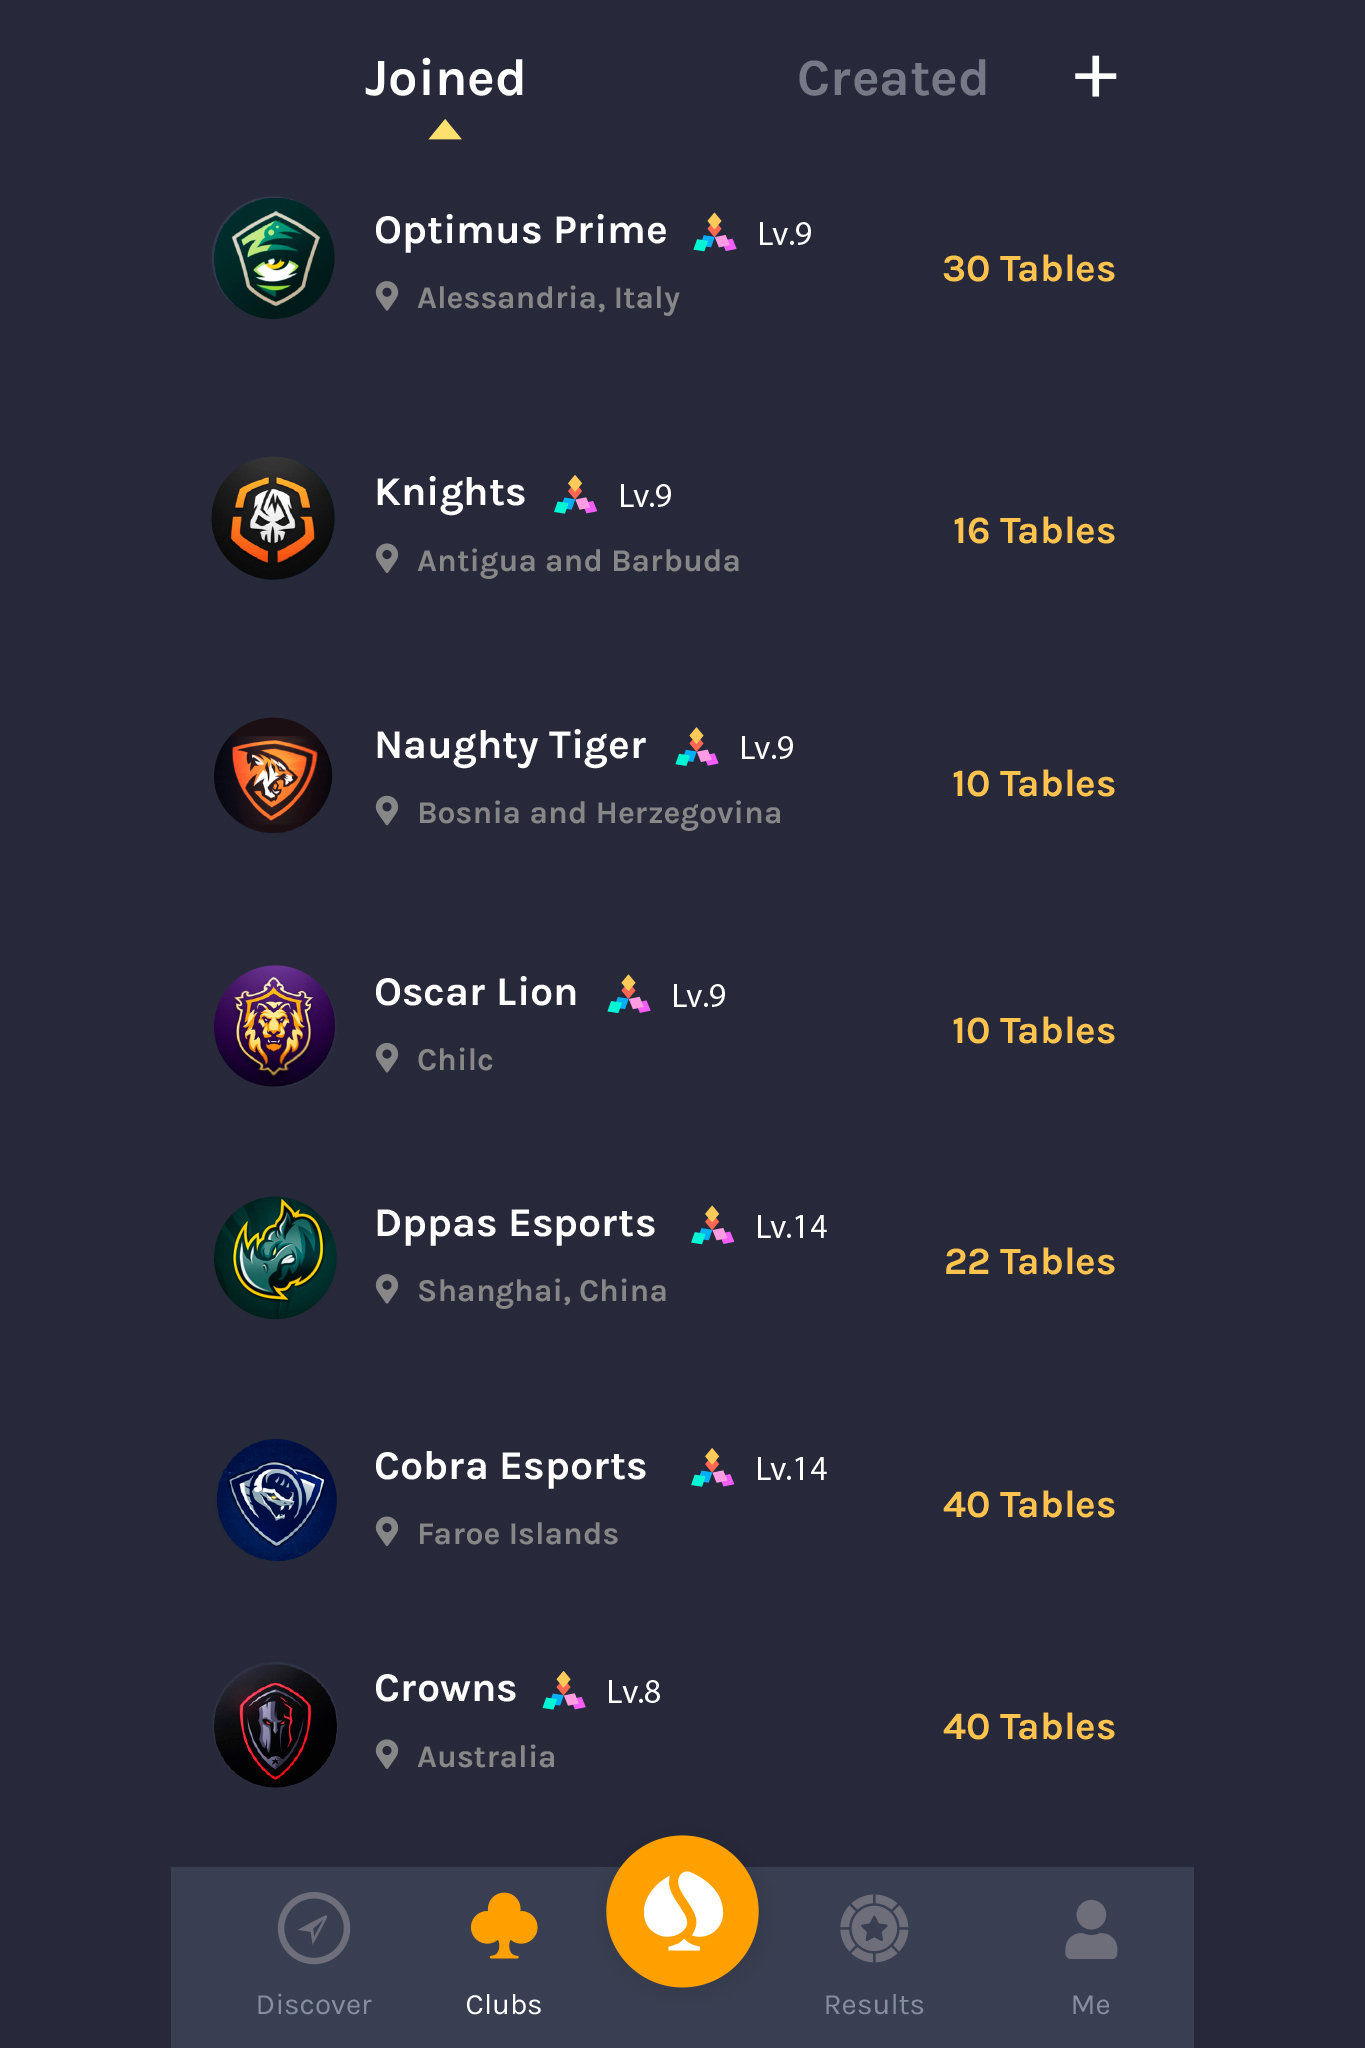 Joined
Created
Optimus Prime Lv.9
30 Tables
Alessandria, Italy
Knights Lv.9
16 Tables
Antigua and Barbuda
Naughty Tiger Lv.9
10 Tables
Bosnia and Herzegovina
Oscar Lion Lv.9
10 Tables
Chilc
Dppas Esports Lv.14
22 Tables
Shanghai, China
Cobra Esports Lv.14
40 Tables
Faroe Islands
Crowns Lv.8
40 Tables
Australia
Discover
Clubs
Results
Me